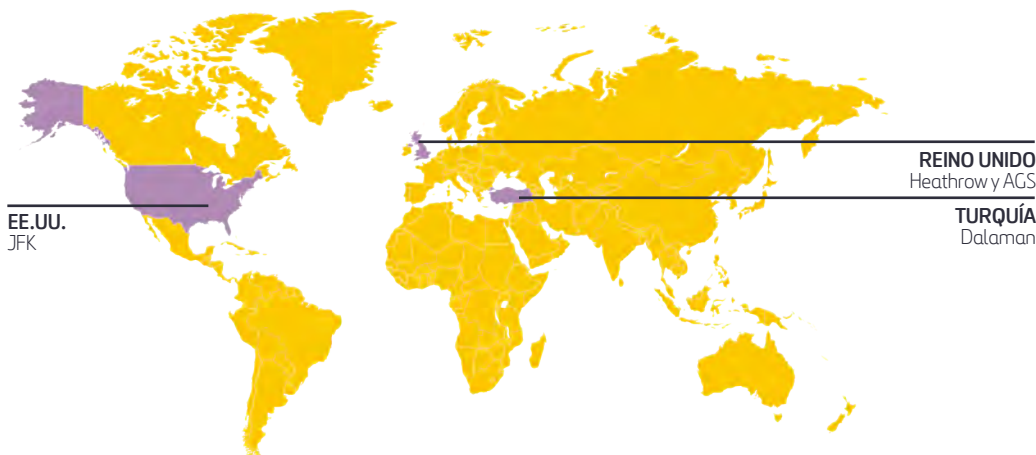 REINO UNIDO
Heathrow y AGS
EE.UU.
JFK
TURQUÍA
Dalaman